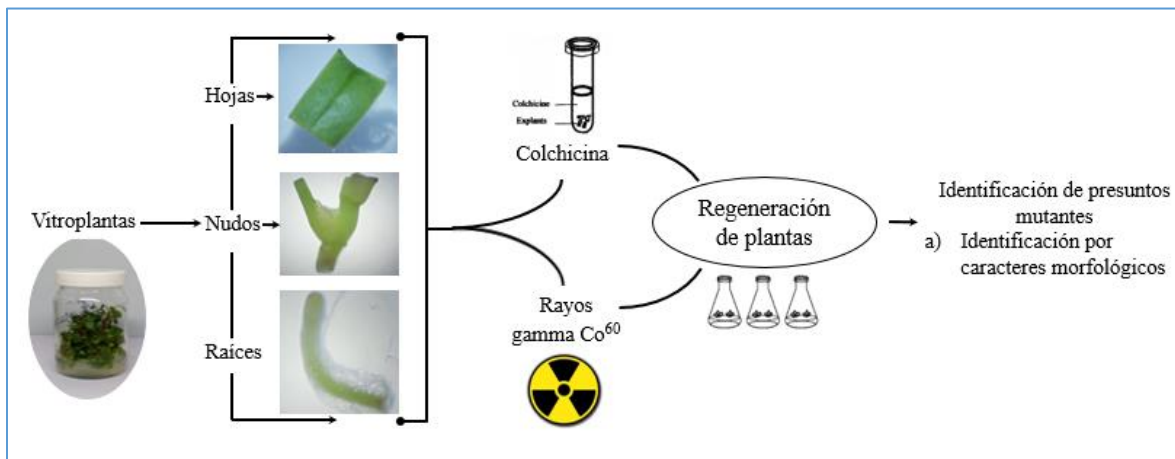 Vitroplantas
Hojas
Nudos
Raíces
Colchicine
Explants
Colchicina
Rayos
gamma Co60
Regeneración
de plantas
Identificación de presuntos
mutantes
a) Identificación por
caracteres morfológicos